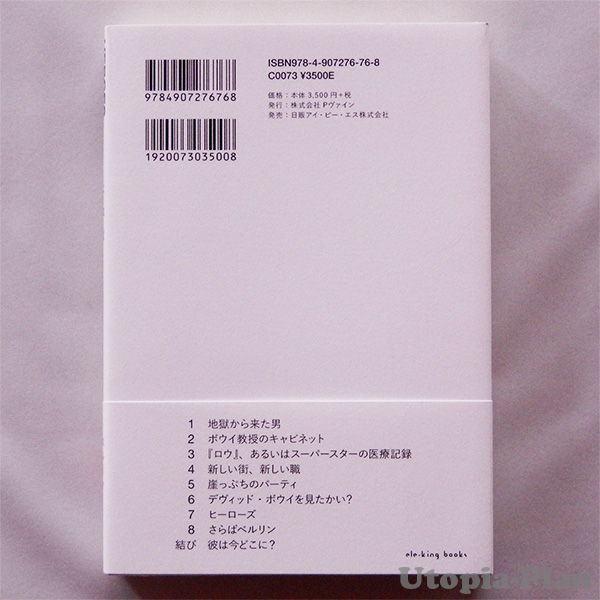 ISBN978-4-907276-76-8
C0073 ¥3500E
9784907276768
価格：本体 3,500円+税
発行：株式会社 Pヴァイン
発売：日販アイ・ピー・エス株式会社
1920073035008
1 地獄から来た男
2 ボウイ教授のキャビネット
3 『ロウ』、あるいはスーパースターの医療記録
4 新しい街、新しい職
5 崖っぷちのパーティ
6 デヴィッド・ボウイを見たかい？
7 ヒーローズ
8 さらばベルリン
結び 彼は今どこに？
ele-king books
Utopia-Plan